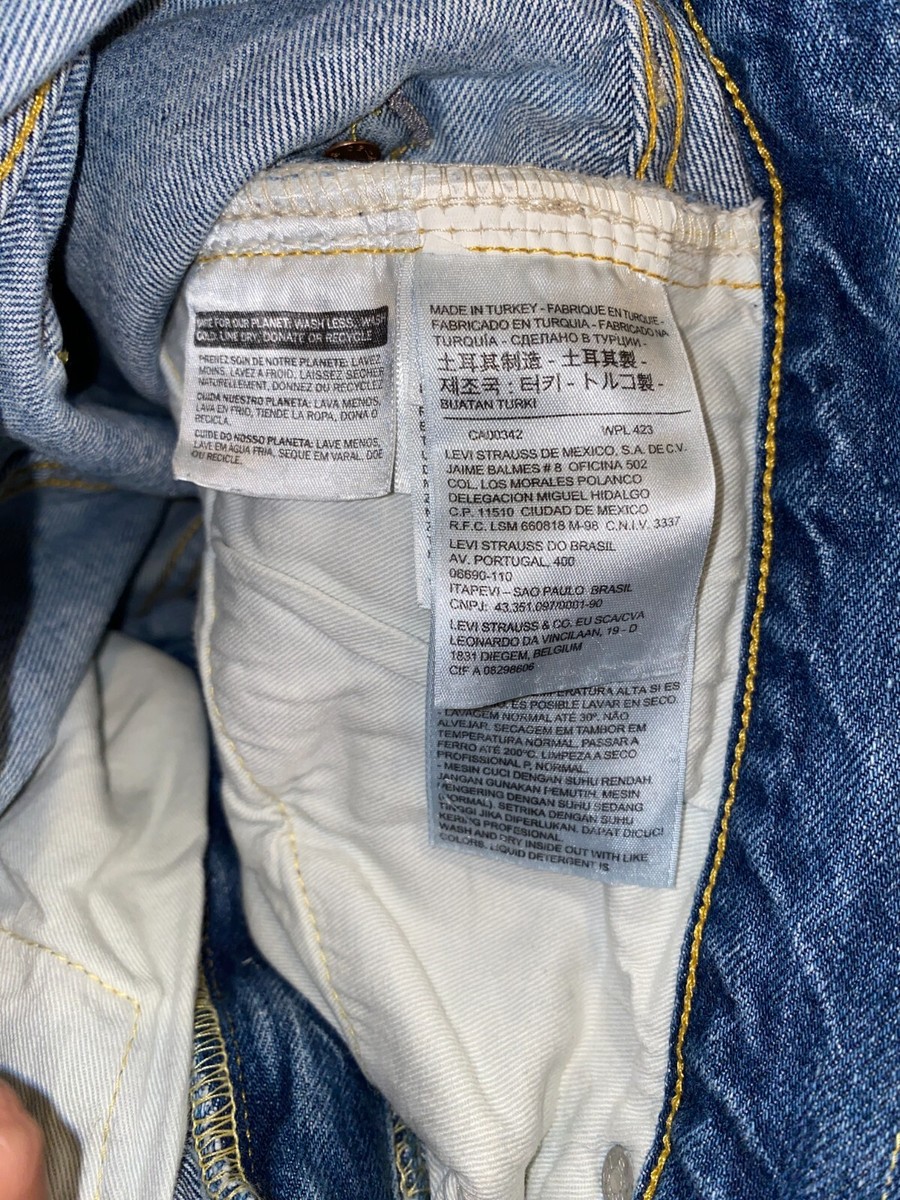 CARE FOR OUR PLANET: WASH LESS, WASH
COLD, LINE DRY, DONATE OR RECYCLE
PRENEZ SOIN DE NOTRE PLANETE: LAVEZ
MOINS, LAVEZ A FROID, LAISSEZ SECHER
NATURELLEMENT, DONNEZ OU RECYCLEZ
CUIDA NUESTRO PLANETA: LAVA MENOS,
LAVA EN FRIO, TIENDE LA ROPA, DONA O
RECICLA.
CUIDE DO NOSSO PLANETA: LAVE MENOS,
LAVE EM AGUA FRIA, SEQUE EM VARAL, DOE
OU RECICLE.
MADE IN TURKEY - FABRIQUE EN TURQUIE -
FABRICADO EN TURQUIA - FABRICADO NA
TURQUÍA - СДЕЛАНО В ТУРЦИИ -
土耳其制造 - 土耳其製 -
제조국 : 터키 - トルコ製 -
BUATAN TURKI
CA00342 WPL 423
LEVI STRAUSS DE MEXICO, S.A. DE C.V.
JAIME BALMES # 8 OFICINA 502
COL, LOS MORALES POLANCO
DELEGACION MIGUEL HIDALGO
C.P. 11510 CIUDAD DE MEXICO
R.F.C. LSM 660818 M-98 C.N.I.V. 3337
LEVI STRAUSS DO BRASIL
AV. PORTUGAL, 400
06690-110
ITAPEVI – SAO PAULO BRASIL
CNPJ: 43.351.097/0001-90
LEVI STRAUSS & CO. EU SCA/CVA
LEONARDO DA VINCILAAN, 19 - D
1831 DIEGEM, BELGIUM
CIF A 08298606
TEMPERATURA ALTA SI ES
ES POSIBLE LAVAR EN SECO
- LAVAGEM NORMAL ATÉ 30º. NÃO
ALVEJAR. SECAGEM EM TAMBOR EM
TEMPERATURA NORMAL. PASSAR A
FERRO ATÉ 200°C. LIMPEZA A SECO
PROFISSIONAL P, NORMAL.
- MESIN CUCI DENGAN SUHU RENDAH.
JANGAN GUNAKAN PEMUTIH. MESIN
PENGERING DENGAN SUHU SEDANG
(NORMAL). SETRIKA DENGAN SUHU
TINGGI JIKA DIPERLUKAN. DAPAT DICUCI
KERING PROFESIONAL
WASH AND DRY INSIDE OUT WITH LIKE
COLORS. LIQUID DETERGENT IS